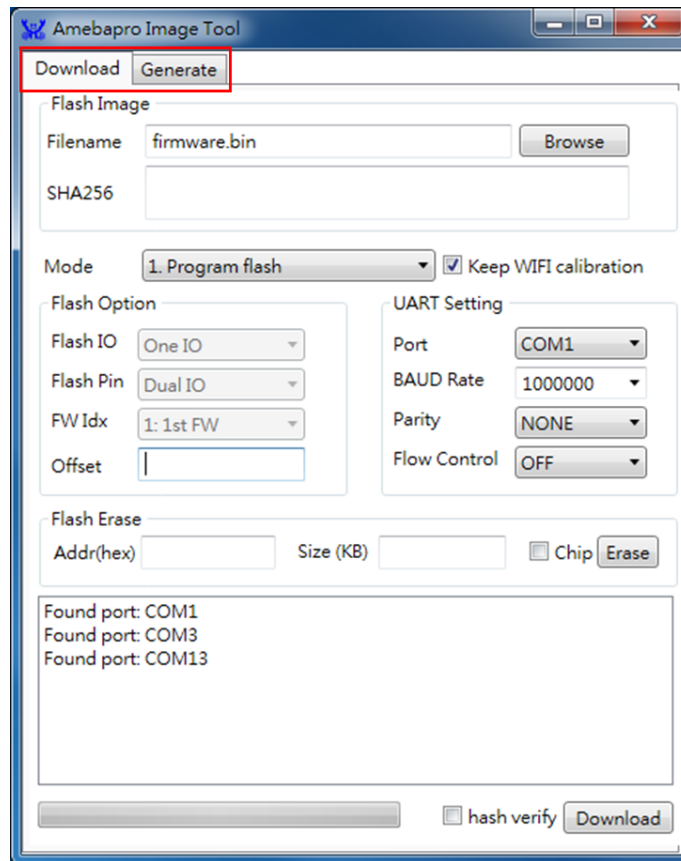 Amebapro Image Tool
Download Generate
Flash Image
Filename firmware.bin Browse
SHA256
Mode 1. Program flash Keep WIFI calibration
Flash Option UART Setting
Flash IO One IO Port COM1
Flash Pin Dual IO BAUD Rate 1000000
FW Idx 1: 1st FW Parity NONE
Offset Flow Control OFF
Flash Erase
Addr(hex) Size (KB) Chip Erase
Found port: COM1
Found port: COM3
Found port: COM13
hash verify Download